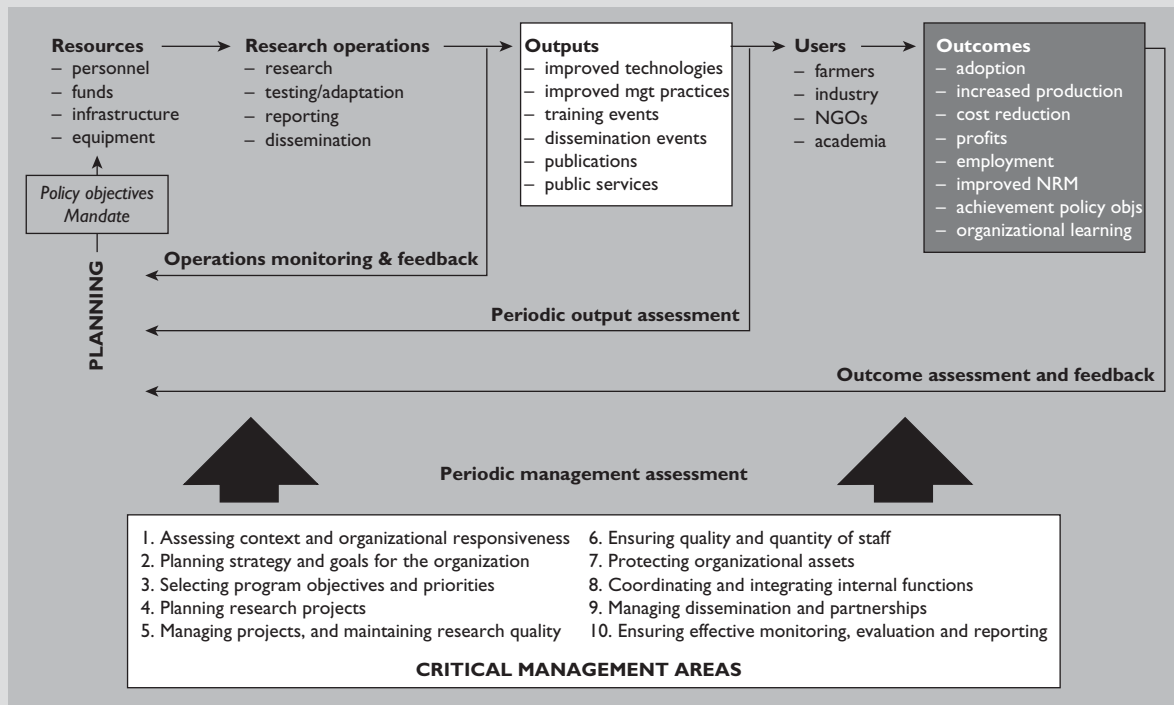 Resources
– personnel
– funds
– infrastructure
– equipment
Research operations
– research
– testing/adaptation
– reporting
– dissemination
Outputs
– improved technologies
– improved mgt practices
– training events
– dissemination events
– publications
– public services
Users
– farmers
– industry
– NGOs
– academia
Outcomes
– adoption
– increased production
– cost reduction
– profits
– employment
– improved NRM
– achievement policy objs
– organizational learning
Policy objectives
Mandate
PLANNING
Operations monitoring & feedback
Periodic output assessment
Outcome assessment and feedback
Periodic management assessment
1. Assessing context and organizational responsiveness
2. Planning strategy and goals for the organization
3. Selecting program objectives and priorities
4. Planning research projects
5. Managing projects, and maintaining research quality
6. Ensuring quality and quantity of staff
7. Protecting organizational assets
8. Coordinating and integrating internal functions
9. Managing dissemination and partnerships
10. Ensuring effective monitoring, evaluation and reporting
CRITICAL MANAGEMENT AREAS